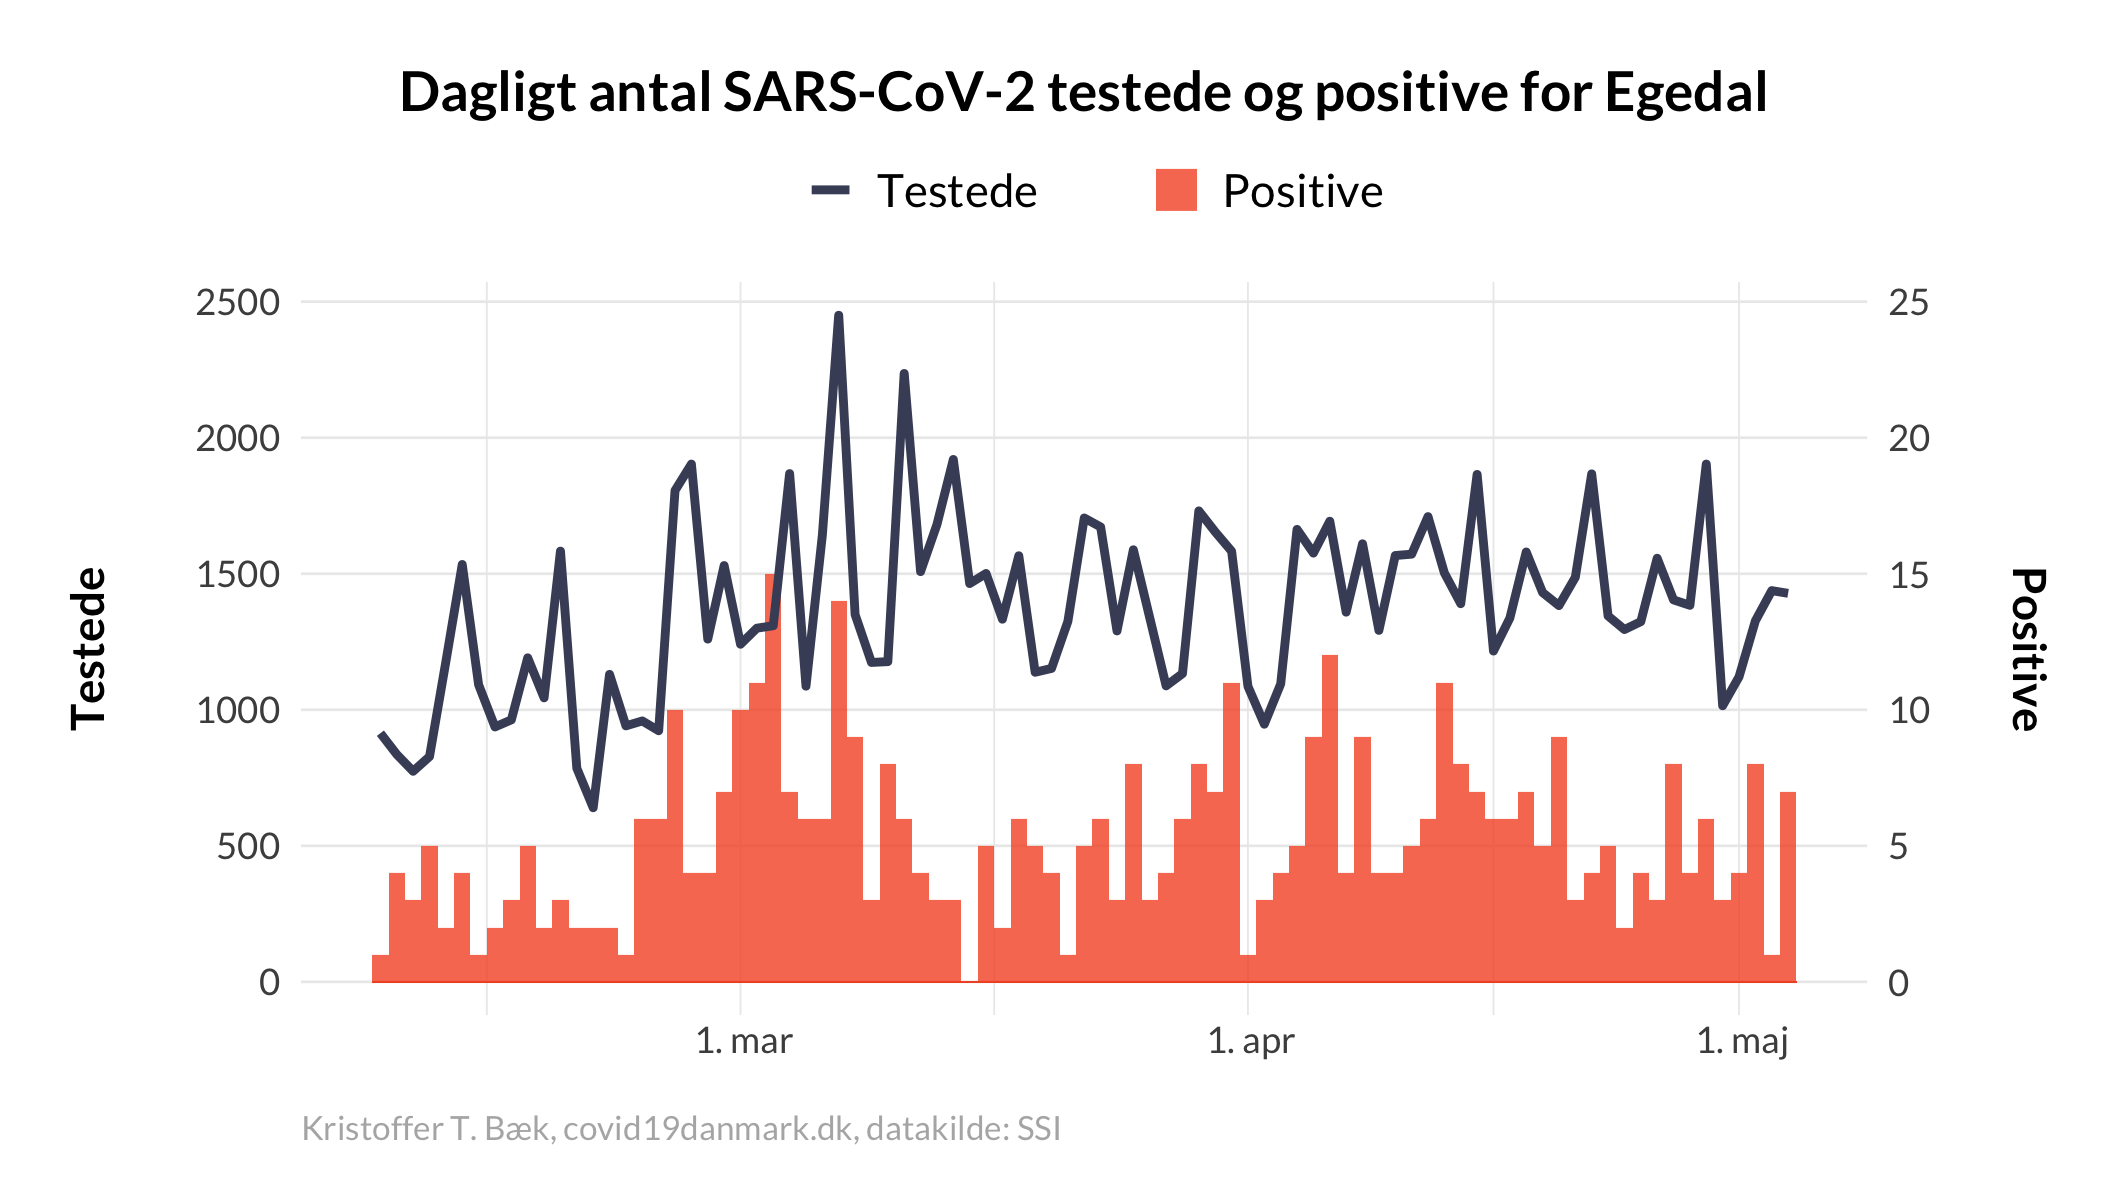 Dagligt antal SARS-CoV-2 testede og positive for Egedal
Testede
Positive
2500
2000
1500
1000
500
0
25
20
15
10
5
0
Testede
Positive
1. mar
1. apr
1. maj
Kristoffer T. Bæk, covid19danmark.dk, datakilde: SSI